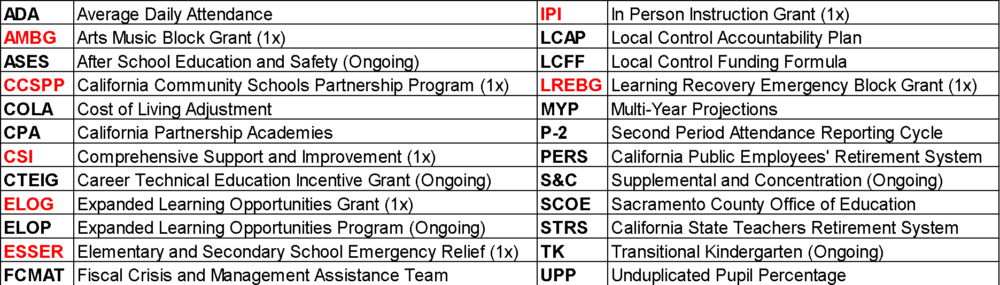 ADA Average Daily Attendance IPI In Person Instruction Grant (1x)
AMBG Arts Music Block Grant (1x) LCAP Local Control Accountability Plan
ASES After School Education and Safety (Ongoing) LCFF Local Control Funding Formula
CCSPP California Community Schools Partnership Program (1x) LREBG Learning Recovery Emergency Block Grant (1x)
COLA Cost of Living Adjustment MYP Multi-Year Projections
CPA California Partnership Academies P-2 Second Period Attendance Reporting Cycle
CSI Comprehensive Support and Improvement (1x) PERS California Public Employees' Retirement System
CTEIG Career Technical Education Incentive Grant (Ongoing) S&C Supplemental and Concentration (Ongoing)
ELOG Expanded Learning Opportunities Grant (1x) SCOE Sacramento County Office of Education
ELOP Expanded Learning Opportunities Program (Ongoing) STRS California State Teachers Retirement System
ESSER Elementary and Secondary School Emergency Relief (1x) TK Transitional Kindergarten (Ongoing)
FCMAT Fiscal Crisis and Management Assistance Team UPP Unduplicated Pupil Percentage